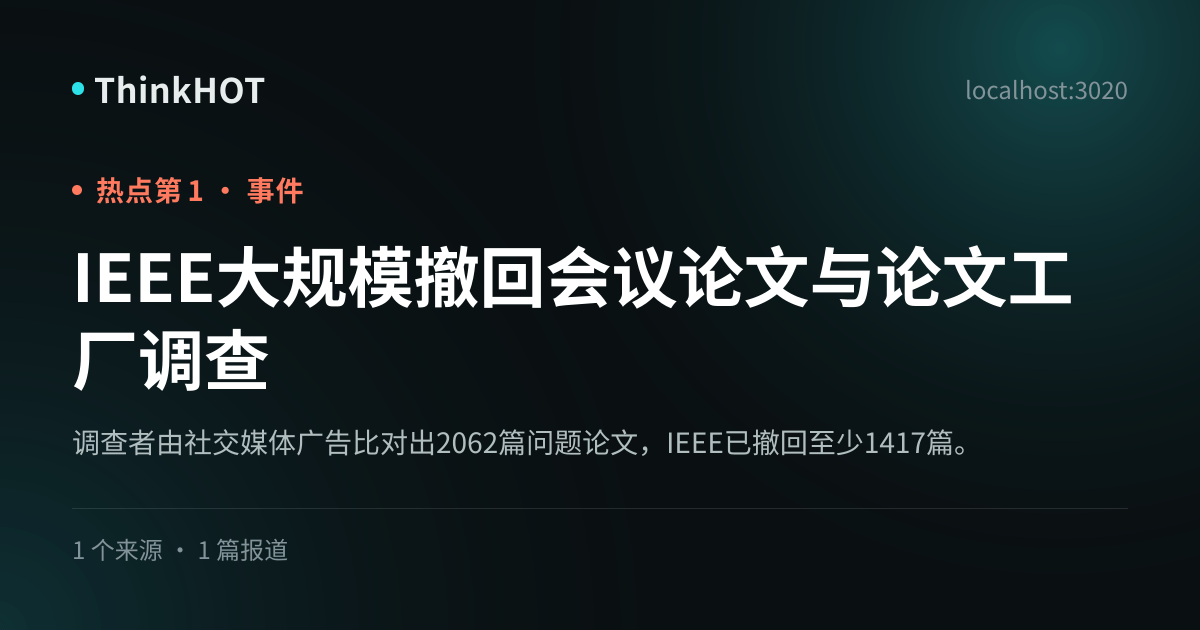 ThinkHOT
localhost:3020
热点第 1 · 事件
IEEE大规模撤回会议论文与论文工
厂调查
调查者由社交媒体广告比对出2062篇问题论文，IEEE已撤回至少1417篇。
1 个来源 · 1 篇报道